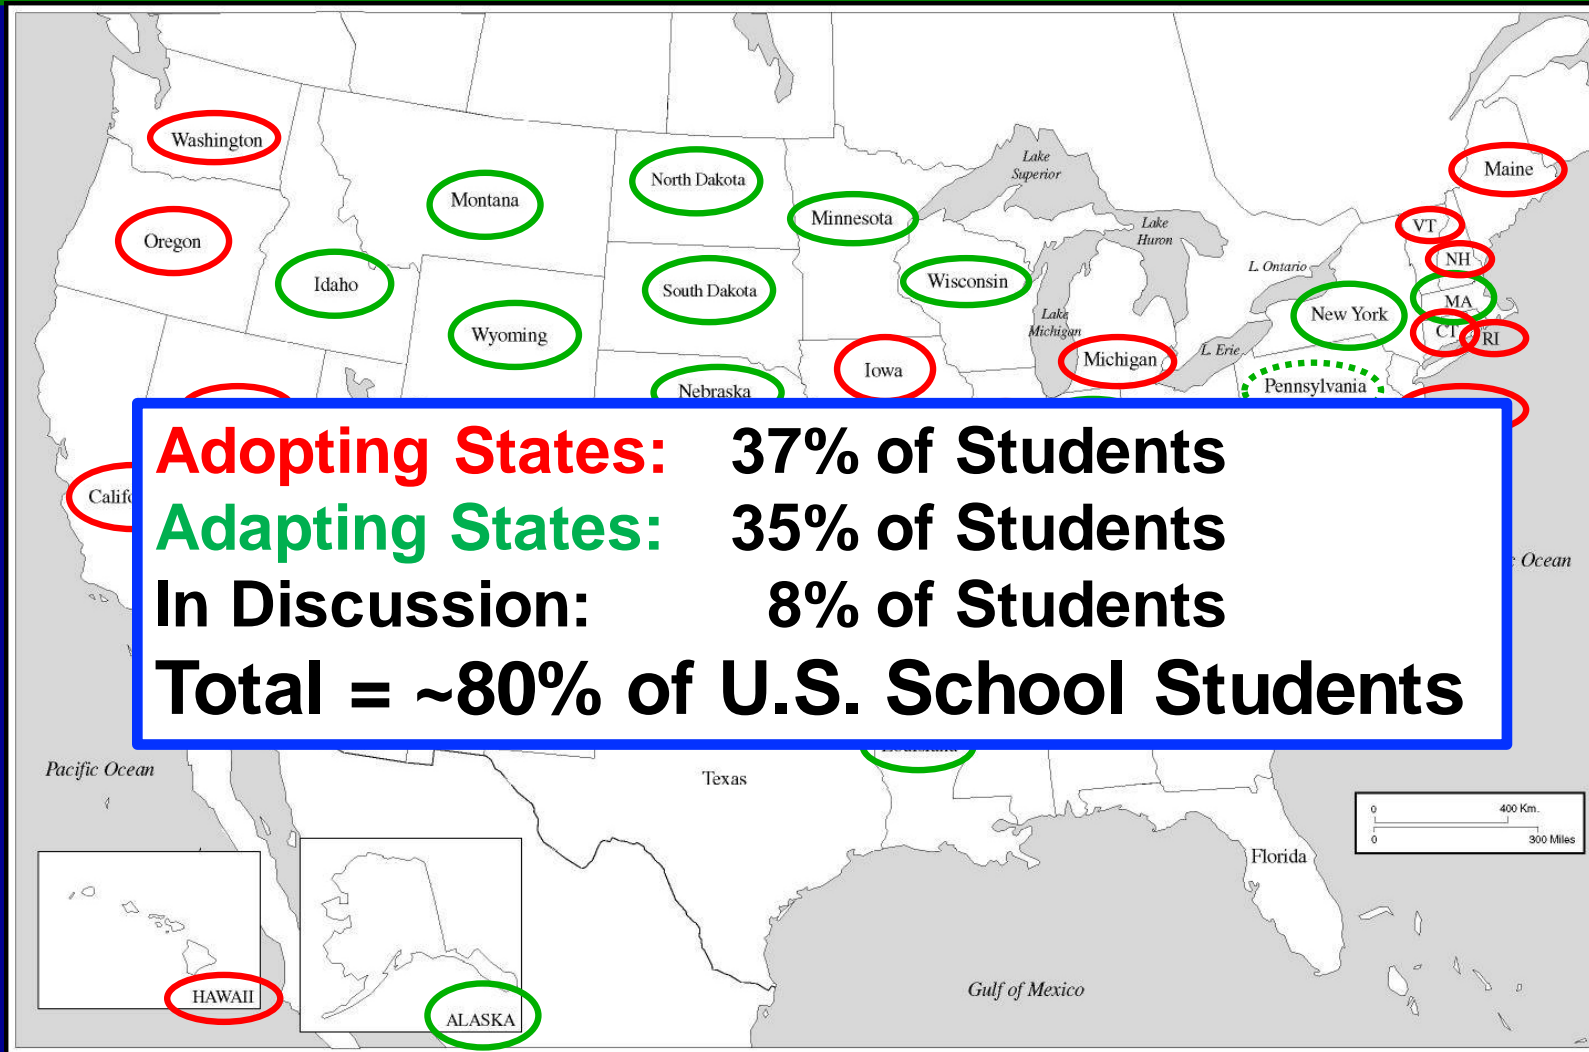 Washington
Maine
Lake
Superior
North Dakota
Montana
Minnesota
VT
Lake
Huron
Oregon
NH
L. Ontario
Idaho
South Dakota
Wisconsin
MA
New York
Lake
Michigan
Wyoming
CT
RI
L. Erie
Michigan
Iowa
Nebraska
Pennsylvania
Adopting States: 37% of Students
Califo
Adapting States: 35% of Students
Ocean
In Discussion: 8% of Students
Total = ~80% of U.S. School Students
Pacific Ocean
Texas
0 400 Km.
0 300 Miles
Florida
HAWAII
Gulf of Mexico
ALASKA